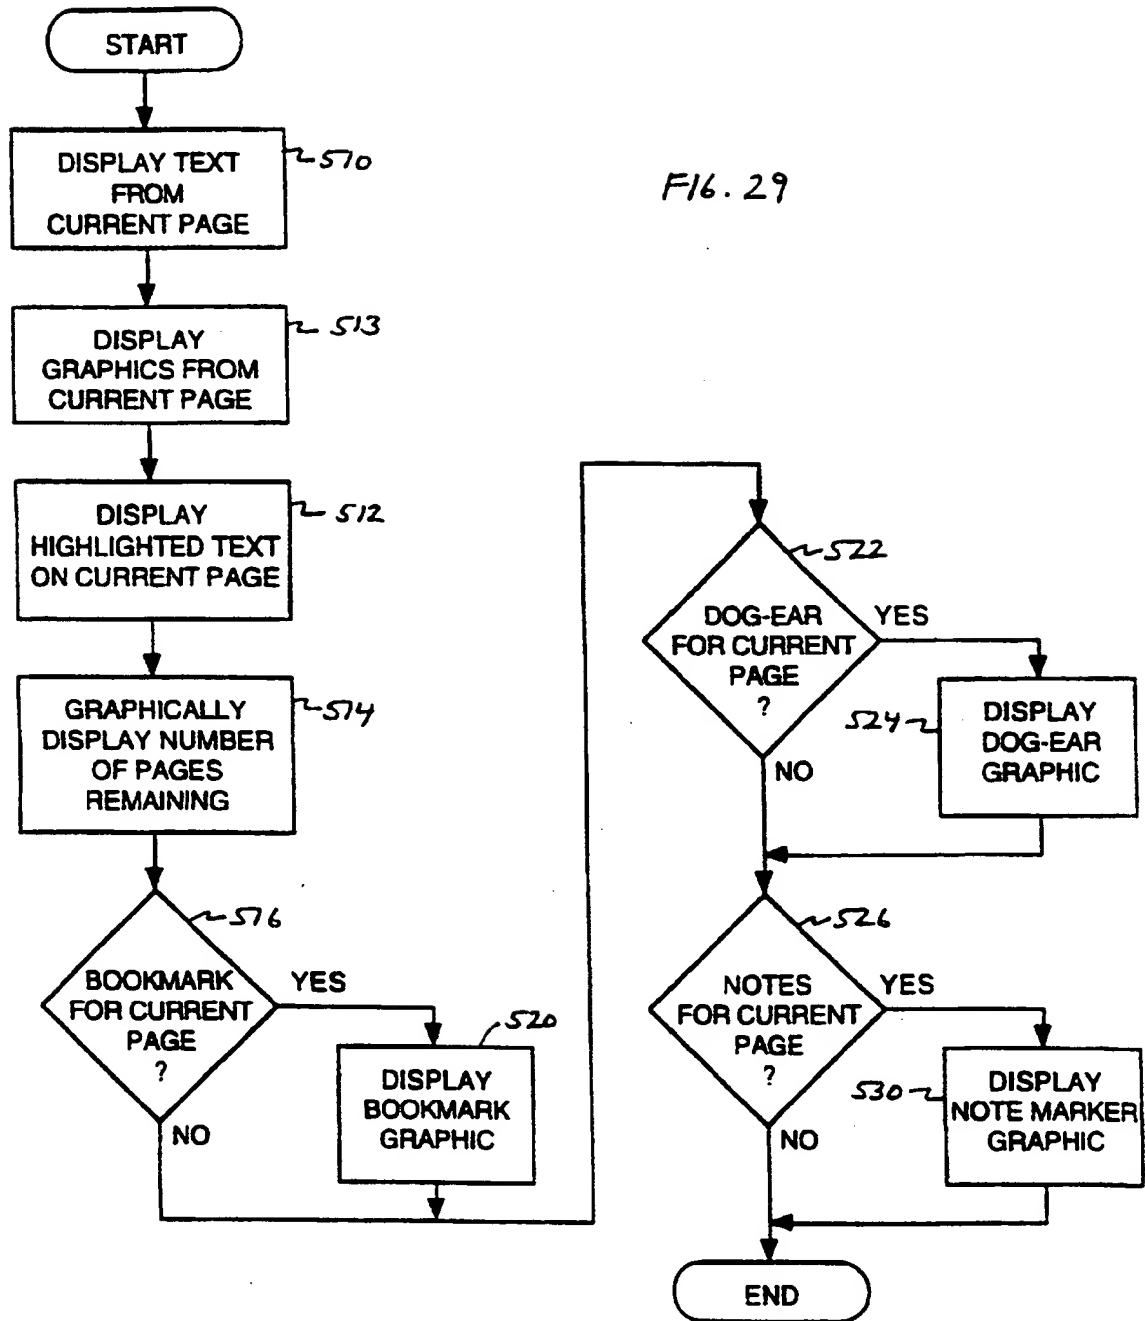 START
DISPLAY TEXT
FROM
CURRENT PAGE
510
FIG. 29
DISPLAY
GRAPHICS FROM
CURRENT PAGE
513
DISPLAY
HIGHLIGHTED TEXT
ON CURRENT PAGE
512
GRAPHICALLY
DISPLAY NUMBER
OF PAGES
REMAINING
514
BOOKMARK
FOR CURRENT
PAGE
?
516
YES
NO
DISPLAY
BOOKMARK
GRAPHIC
520
DOG-EAR
FOR CURRENT
PAGE
?
522
YES
NO
DISPLAY
DOG-EAR
GRAPHIC
524
NOTES
FOR CURRENT
PAGE
?
526
YES
NO
DISPLAY
NOTE MARKER
GRAPHIC
530
END